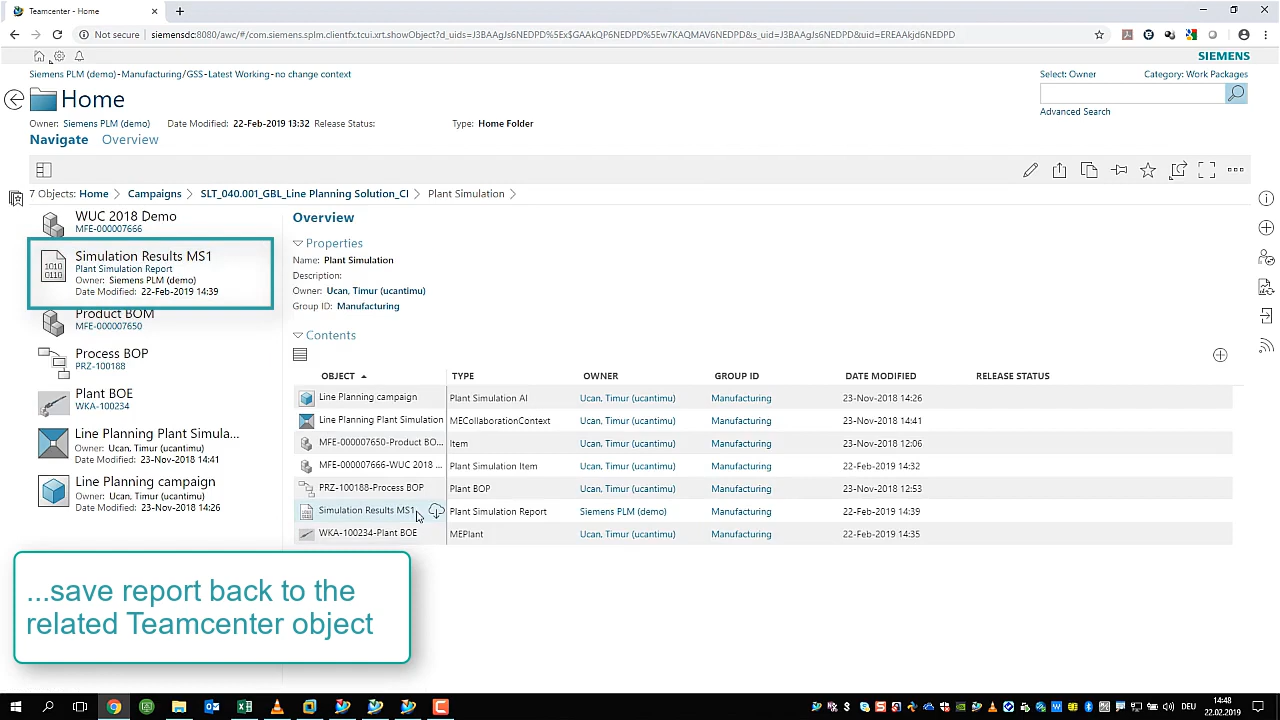 Teamcenter - Home
Not secure | siemensdc:8080/awc/#/com.siemens.splm.clientfx.tcui.xrt.showObject?d_uids=J3BAAgJs6NEDPD%5Ex$GAAkQP6NEDPD%5Ew7KAQMAV6NEDPD&s_uid=J3BAAgJs6NEDPD&uid=EREAAkjd6NEDPD
SIEMENS
Siemens PLM (demo)-Manufacturing/GSS-Latest Working-no change context
Select: Owner
Category: Work Packages
Home
Advanced Search
Owner: Siemens PLM (demo) Date Modified: 22-Feb-2019 13:32 Release Status: Type: Home Folder
Navigate Overview
7 Objects: Home Campaigns SLT_040.001_GBL_Line Planning Solution_CI Plant Simulation
WUC 2018 Demo
MFE-000007666
Simulation Results MS1
Plant Simulation Report
Owner: Siemens PLM (demo)
Date Modified: 22-Feb-2019 14:39
Product BOM
MFE-000007650
Process BOP
PRZ-100188
Plant BOE
WKA-100234
Line Planning Plant Simula...
Owner: Ucan, Timur (ucantimu)
Date Modified: 23-Nov-2018 14:41
Line Planning campaign
Owner: Ucan, Timur (ucantimu)
Date Modified: 23-Nov-2018 14:26
Overview
Properties
Name: Plant Simulation
Description:
Owner: Ucan, Timur (ucantimu)
Group ID: Manufacturing
Contents
OBJECT TYPE OWNER GROUP ID DATE MODIFIED RELEASE STATUS
Line Planning campaign Plant Simulation AI Ucan, Timur (ucantimu) Manufacturing 23-Nov-2018 14:26
Line Planning Plant Simulation MECollaborationContext Ucan, Timur (ucantimu) Manufacturing 23-Nov-2018 14:41
MFE-000007650-Product BO... Item Ucan, Timur (ucantimu) Manufacturing 23-Nov-2018 12:06
MFE-000007666-WUC 2018 ... Plant Simulation Item Ucan, Timur (ucantimu) Manufacturing 22-Feb-2019 14:32
PRZ-100188-Process BOP Plant BOP Ucan, Timur (ucantimu) Manufacturing 23-Nov-2018 12:53
Simulation Results MS1 Plant Simulation Report Siemens PLM (demo) Manufacturing 22-Feb-2019 14:39
WKA-100234-Plant BOE MEPlant Ucan, Timur (ucantimu) Manufacturing 22-Feb-2019 14:35
...save report back to the
related Teamcenter object
DEU
14:48
22.02.2019